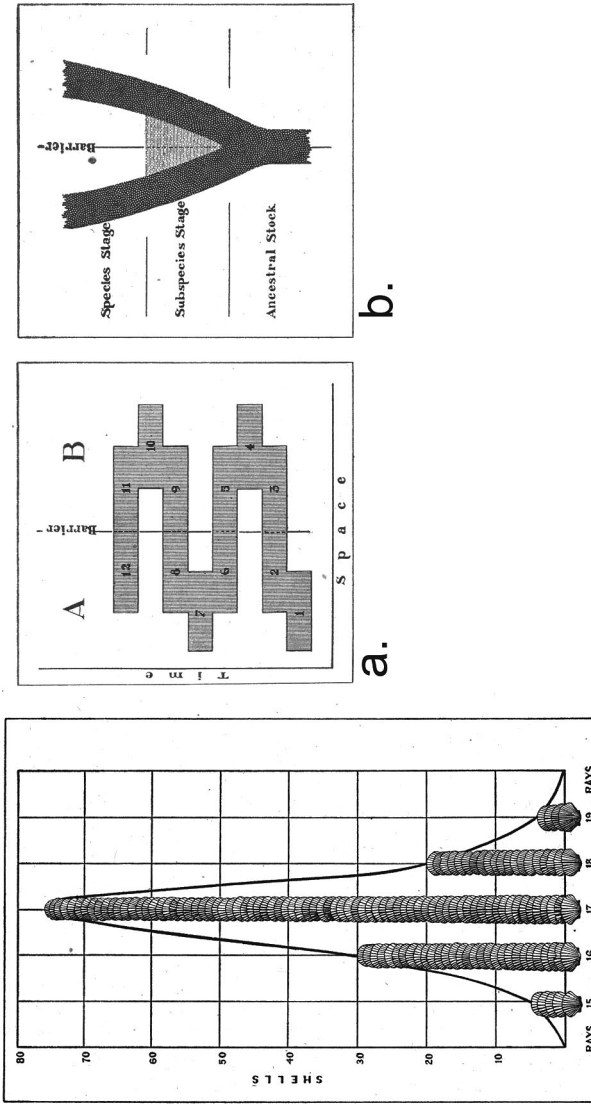 80
70
60
50
40
30
20
10
SHELLS
RAYS 15 16 17 18 19 RAYS
A Barrier B
12 11
10
8 9
7
6 5
4
2 3
1
Time
Space
a.
Barrier
Species Stage
Subspecies Stage
Ancestral Stock
b.